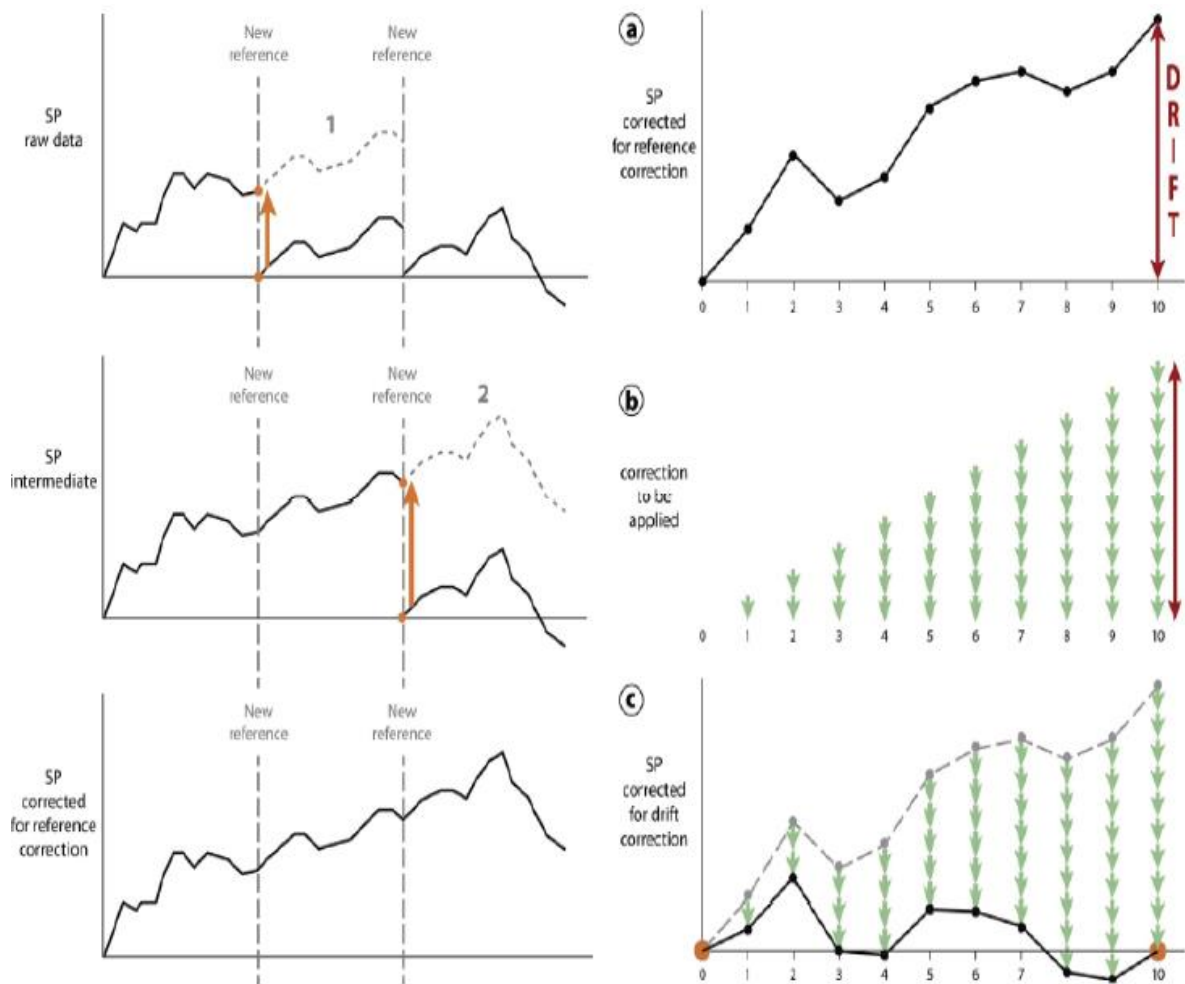 New
reference
New
reference
SP
raw data
1
New
reference
New
reference
2
SP
intermediate
New
reference
New
reference
SP
corrected
for reference
correction
a
SP
corrected
for reference
correction
D
R
I
F
T
0 1 2 3 4 5 6 7 8 9 10
b
correction
to be
applied
0 1 2 3 4 5 6 7 8 9 10
c
SP
corrected
for drift
correction
0 1 2 3 4 5 6 7 8 9 10